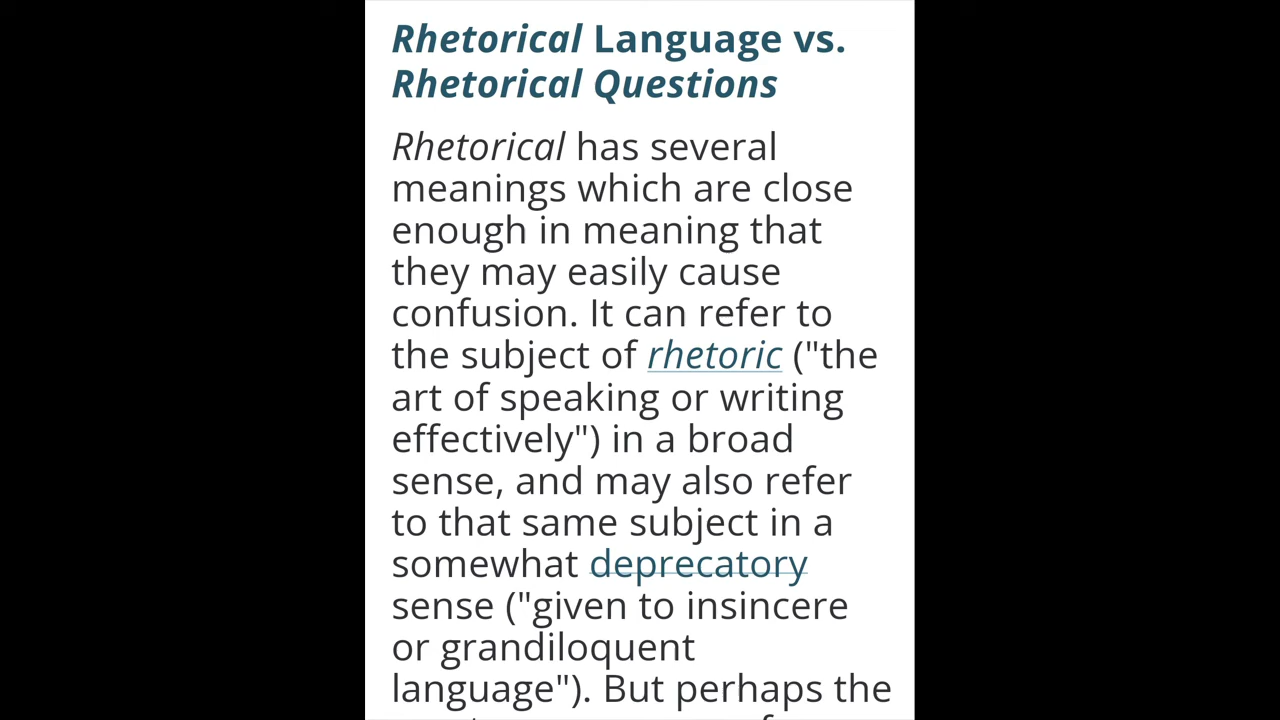 Rhetorical Language vs.
Rhetorical Questions
Rhetorical has several
meanings which are close
enough in meaning that
they may easily cause
confusion. It can refer to
the subject of rhetoric ("the
art of speaking or writing
effectively") in a broad
sense, and may also refer
to that same subject in a
somewhat deprecatory
sense ("given to insincere
or grandiloquent
language"). But perhaps the